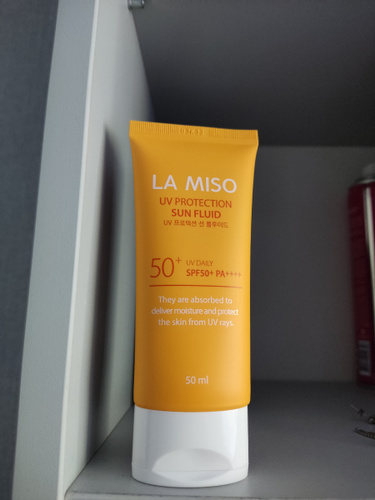 LA MISO
UV PROTECTION
SUN FLUID
UV 프로텍션 선 플루이드
50+ UV DAILY
SPF50+ PA++++
They are absorbed to
deliver moisture and protect
the skin from UV rays.
50 ml